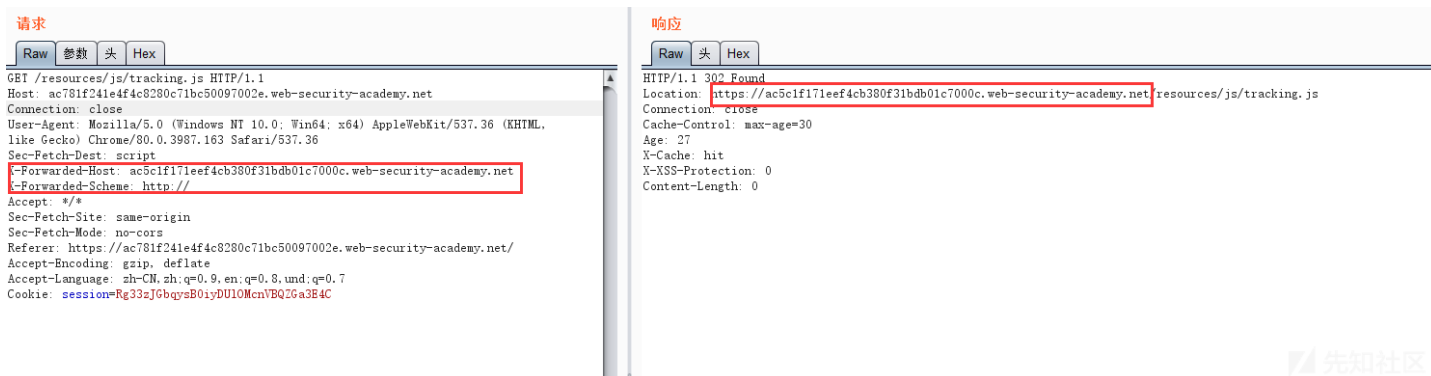 请求
Raw 参数 头 Hex
GET /resources/js/tracking.js HTTP/1.1
Host: ac781f241e4f4c8280c71bc50097002e.web-security-academy.net
Connection: close
User-Agent: Mozilla/5.0 (Windows NT 10.0; Win64; x64) AppleWebKit/537.36 (KHTML,
like Gecko) Chrome/80.0.3987.163 Safari/537.36
Sec-Fetch-Dest: script
X-Forwarded-Host: ac5c1f171eef4cb380f31bdb01c7000c.web-security-academy.net
X-Forwarded-Scheme: http://
Accept: */*
Sec-Fetch-Site: same-origin
Sec-Fetch-Mode: no-cors
Referer: https://ac781f241e4f4c8280c71bc50097002e.web-security-academy.net/
Accept-Encoding: gzip, deflate
Accept-Language: zh-CN,zh;q=0.9,en;q=0.8,und;q=0.7
Cookie: session=Rg33zJGbqysB0iyDUlOMcnVBQZGa3E4C
响应
Raw 头 Hex
HTTP/1.1 302 Found
Location: https://ac5c1f171eef4cb380f31bdb01c7000c.web-security-academy.net/resources/js/tracking.js
Connection: close
Cache-Control: max-age=30
Age: 27
X-Cache: hit
X-XSS-Protection: 0
Content-Length: 0
先知社区